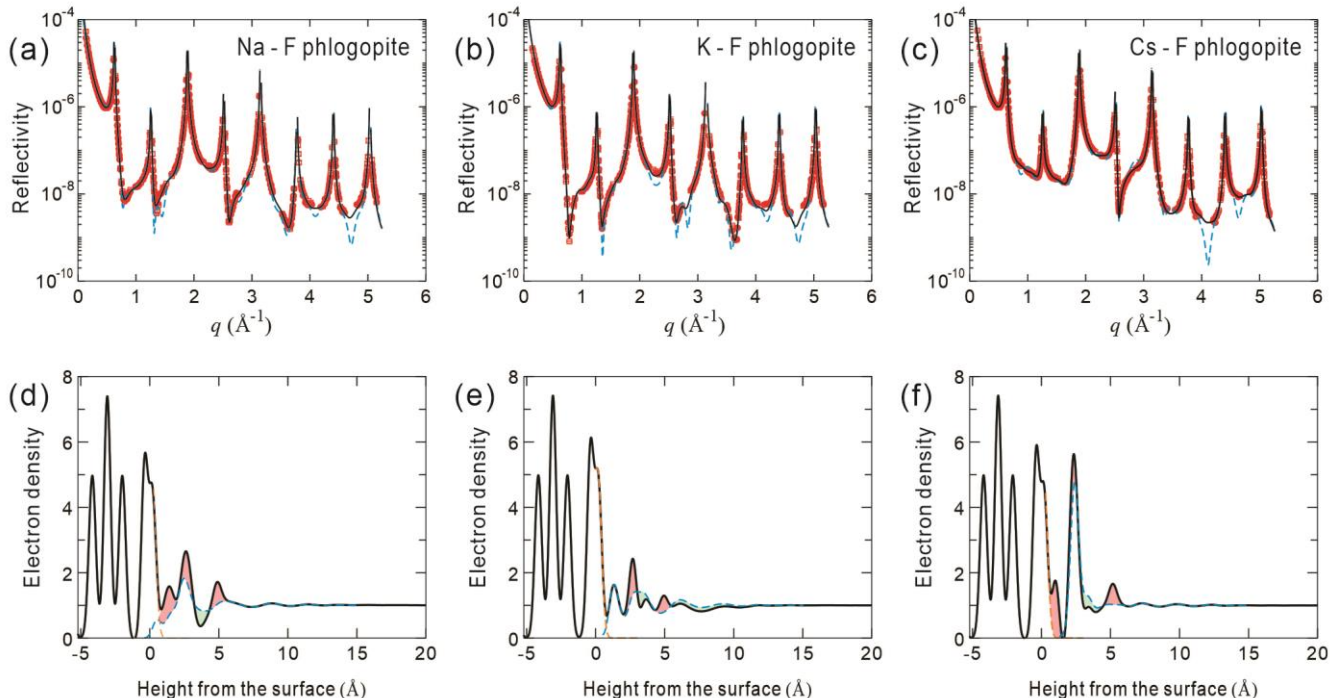 (a) Na - F phlogopite
Reflectivity
10-4
10-6
10-8
10-10
0 1 2 3 4 5 6
q (Å-1)
(b) K - F phlogopite
Reflectivity
10-4
10-6
10-8
10-10
0 1 2 3 4 5 6
q (Å-1)
(c) Cs - F phlogopite
Reflectivity
10-4
10-6
10-8
10-10
0 1 2 3 4 5 6
q (Å-1)
(d)
Electron density
8
6
4
2
0
-5 0 5 10 15 20
Height from the surface (Å)
(e)
Electron density
8
6
4
2
0
-5 0 5 10 15 20
Height from the surface (Å)
(f)
Electron density
8
6
4
2
0
-5 0 5 10 15 20
Height from the surface (Å)